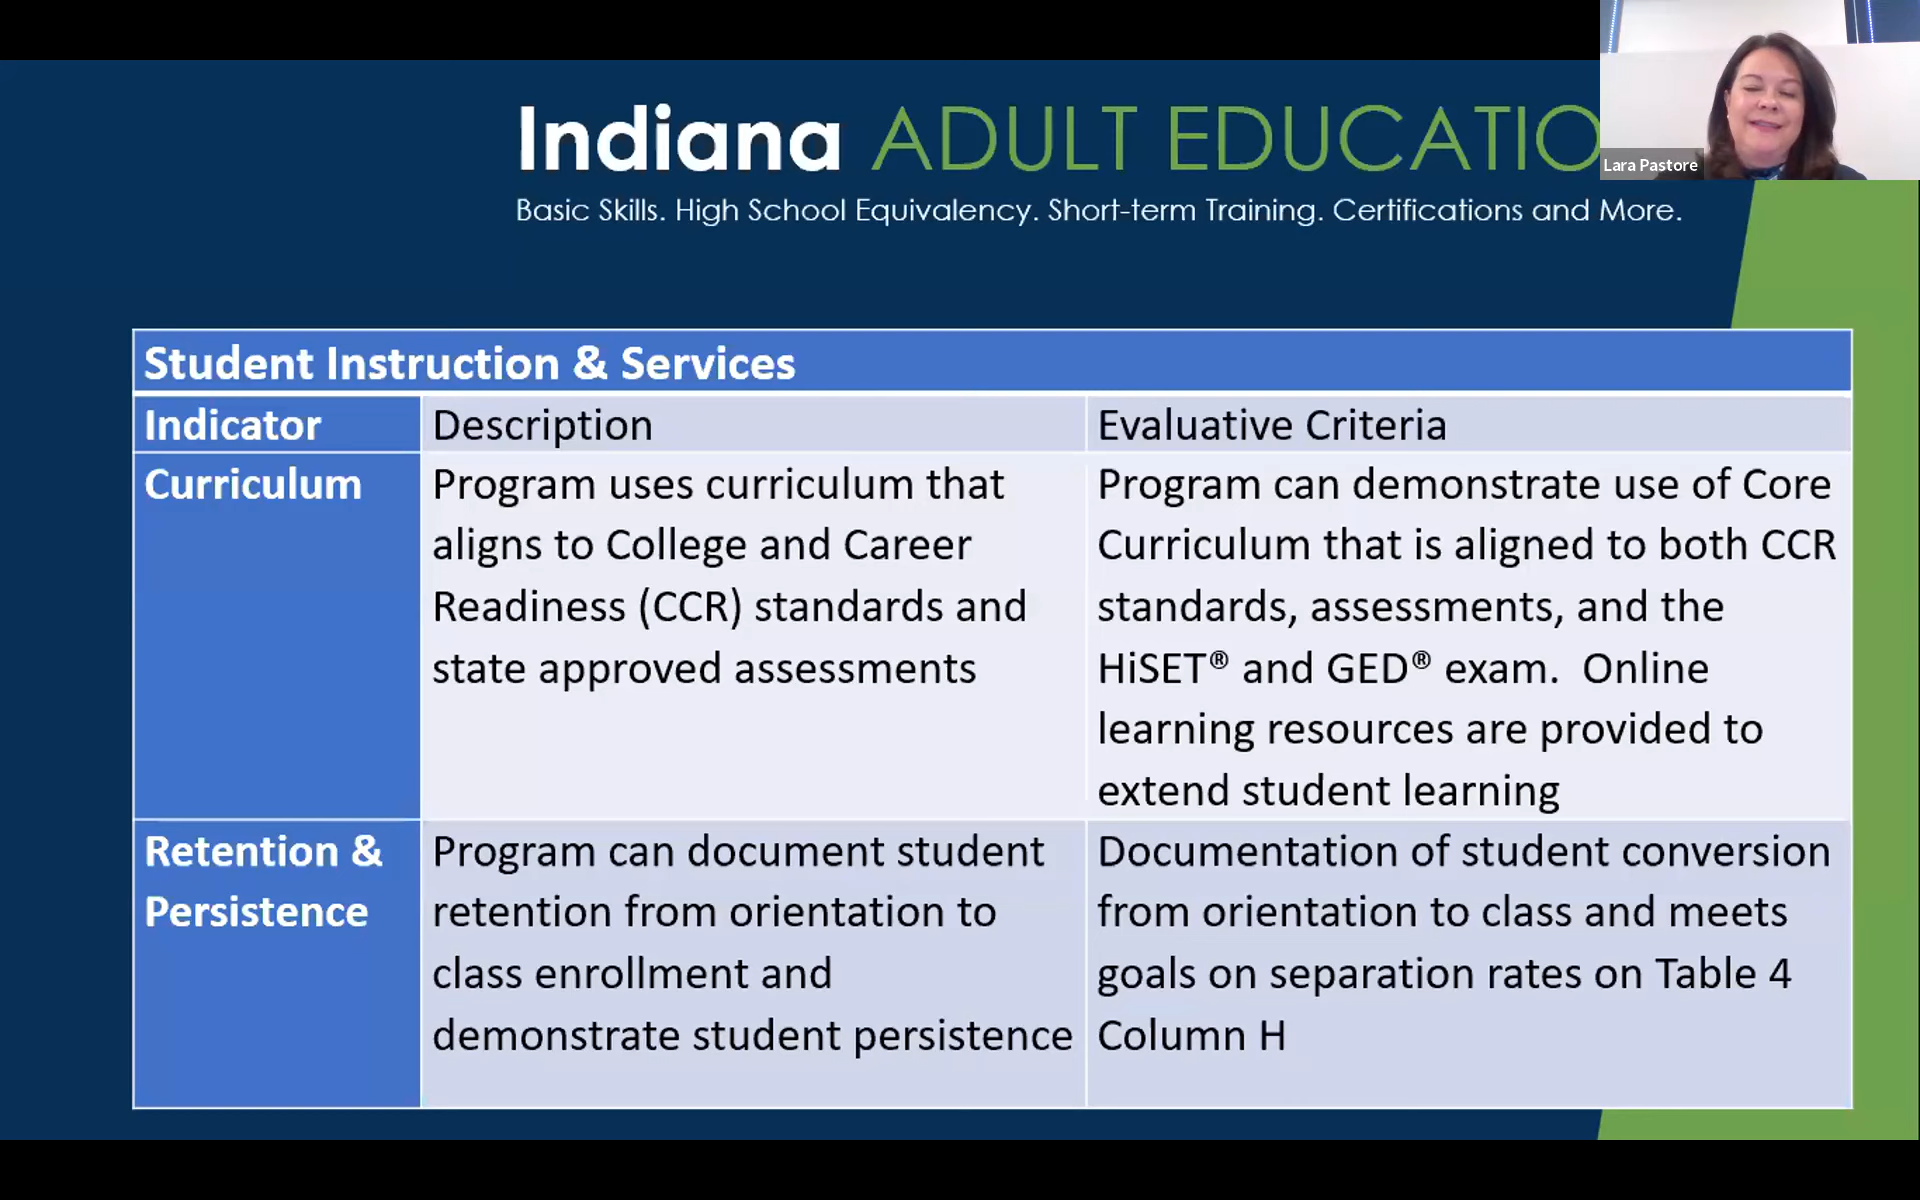 Indiana ADULT EDUCATIO
Lara Pastore
Basic Skills. High School Equivalency. Short-term Training. Certifications and More.
Student Instruction & Services
Indicator
Description
Evaluative Criteria
Curriculum
Program uses curriculum that
aligns to College and Career
Readiness (CCR) standards and
state approved assessments
Program can demonstrate use of Core
Curriculum that is aligned to both CCR
standards, assessments, and the
HiSET® and GED® exam. Online
learning resources are provided to
extend student learning
Retention &
Persistence
Program can document student
retention from orientation to
class enrollment and
demonstrate student persistence
Documentation of student conversion
from orientation to class and meets
goals on separation rates on Table 4
Column H